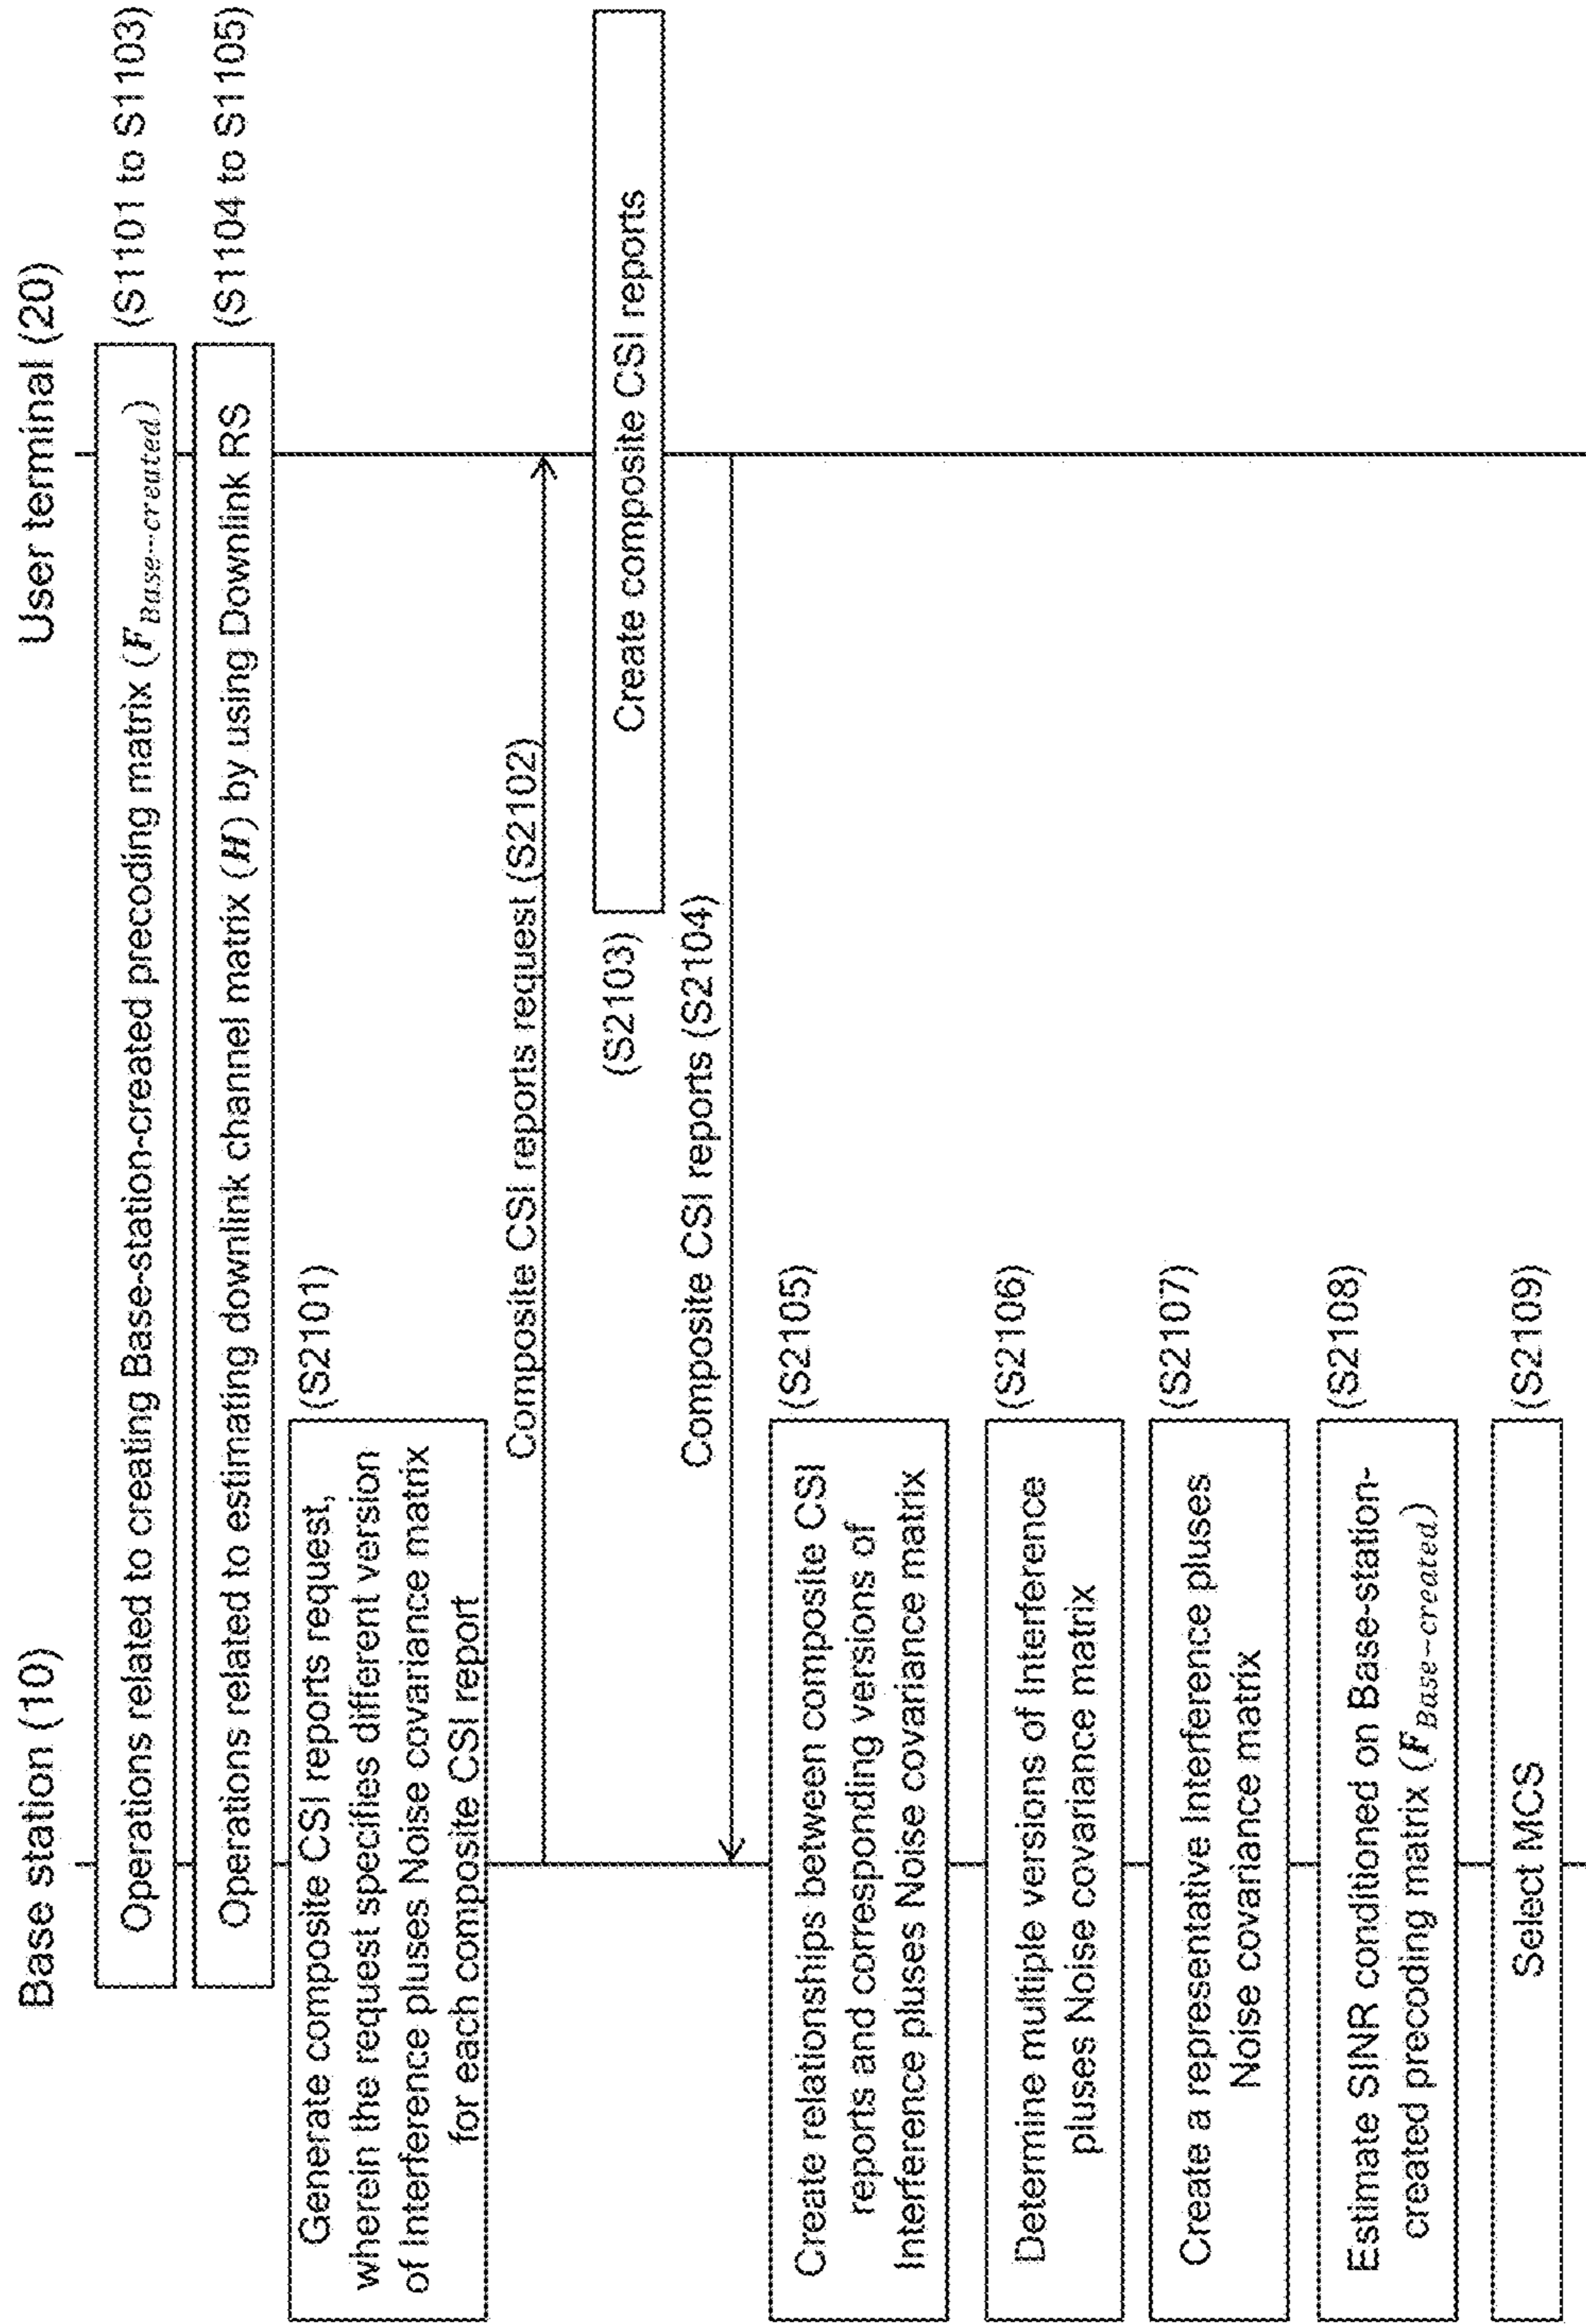 Base station (10)
User terminal (20)
Operations related to creating Base-station-created precoding matrix (F_Base-created)
(S1101 to S1103)
Operations related to estimating downlink channel matrix (H) by using Downlink RS
(S1104 to S1105)
Generate composite CSI reports request,
wherein the request specifies different version
of Interference pluses Noise covariance matrix
for each composite CSI report
(S2101)
Composite CSI reports request (S2102)
(S2103)
Create composite CSI reports
Composite CSI reports (S2104)
Create relationships between composite CSI
reports and corresponding versions of
Interference pluses Noise covariance matrix
(S2105)
Determine multiple versions of Interference
pluses Noise covariance matrix
(S2106)
Create a representative Interference pluses
Noise covariance matrix
(S2107)
Estimate SINR conditioned on Base-station-
created precoding matrix (F_Base-created)
(S2108)
Select MCS
(S2109)